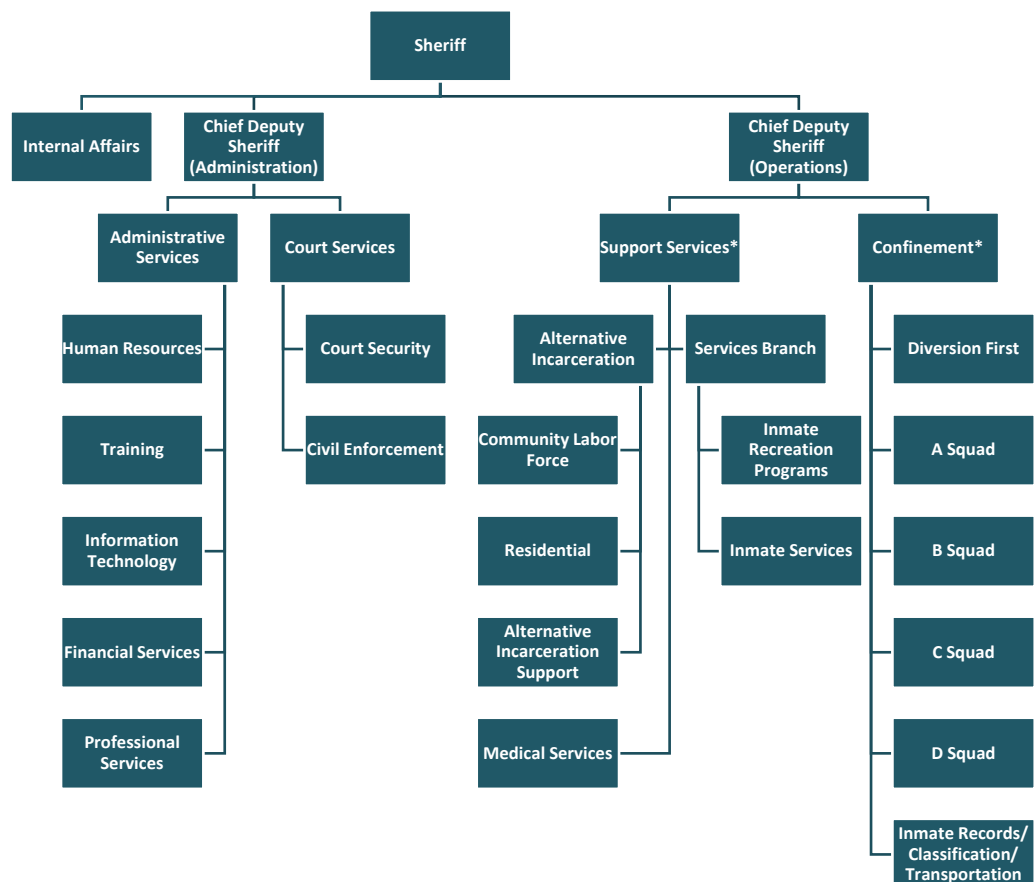 Sheriff
Internal Affairs
Chief Deputy
Sheriff
(Administration)
Chief Deputy
Sheriff
(Operations)
Administrative
Services
Court Services
Support Services*
Confinement*
Human Resources
Court Security
Alternative
Incarceration
Services Branch
Diversion First
Training
Civil Enforcement
Community Labor
Force
Inmate
Recreation
Programs
A Squad
Information
Technology
Residential
Inmate Services
B Squad
Financial Services
Alternative
Incarceration
Support
C Squad
Professional
Services
Medical Services
D Squad
Inmate Records/
Classification/
Transportation